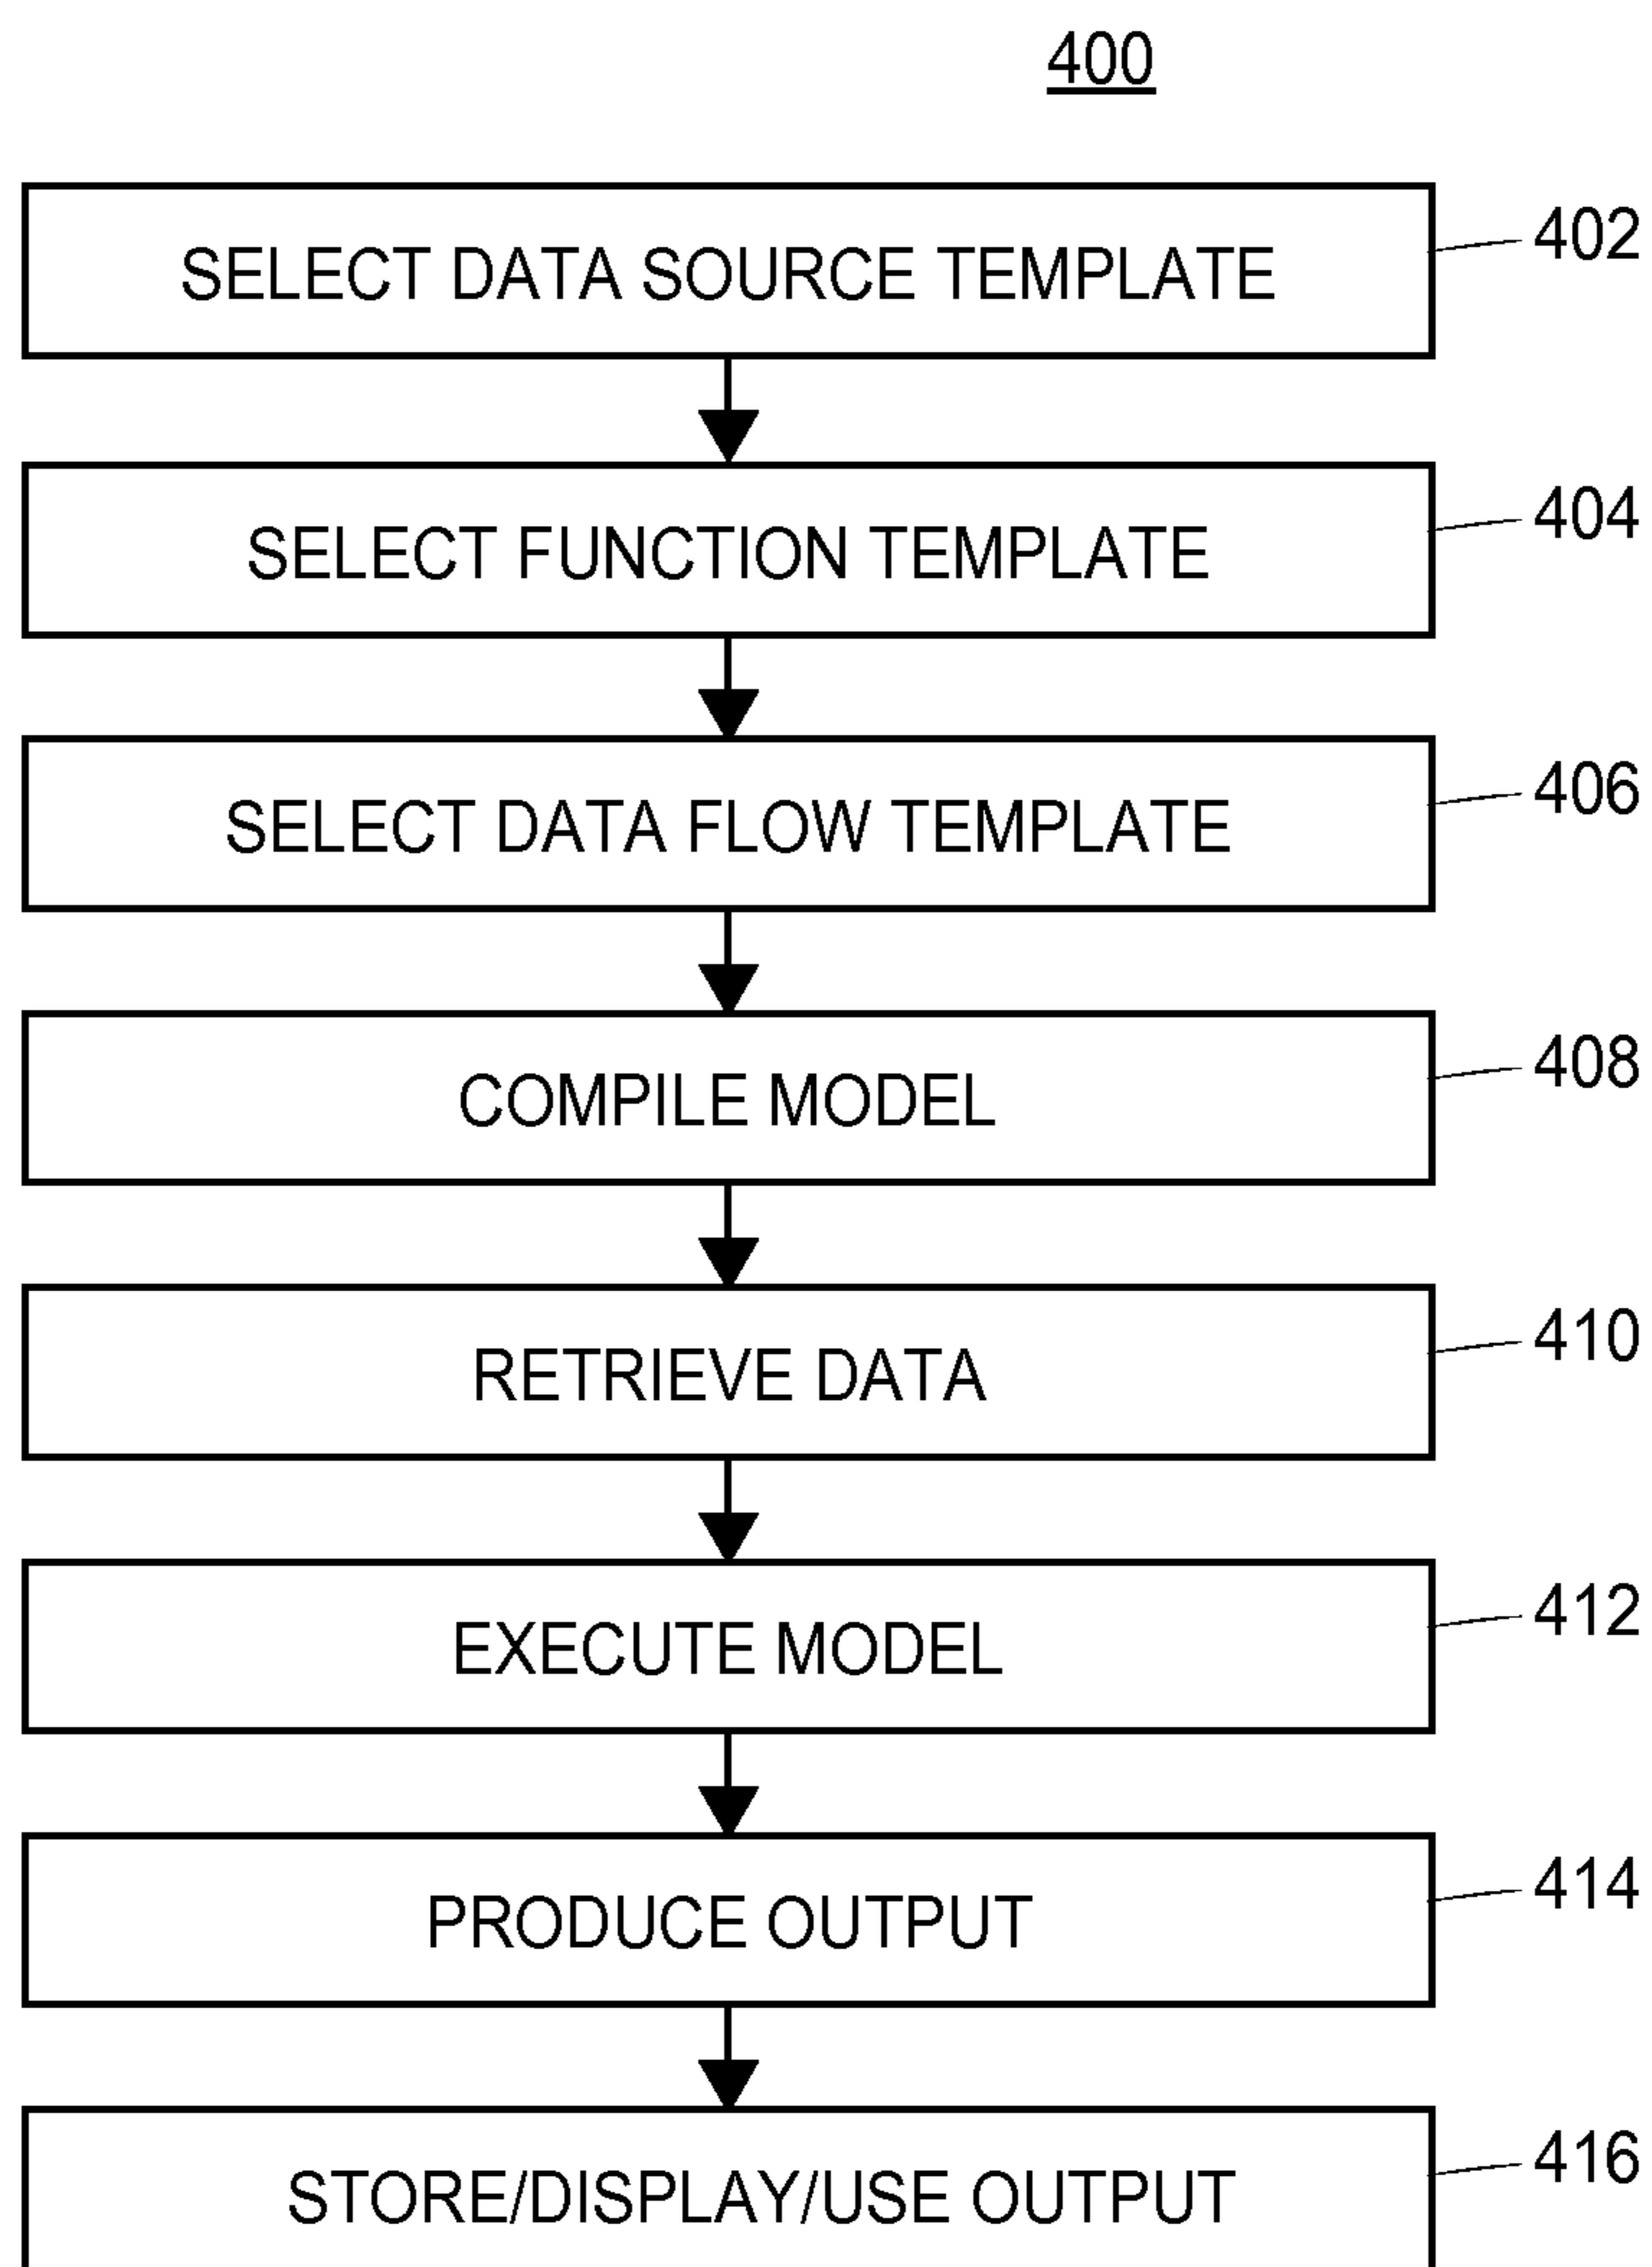 400
SELECT DATA SOURCE TEMPLATE
402
SELECT FUNCTION TEMPLATE
404
SELECT DATA FLOW TEMPLATE
406
COMPILE MODEL
408
RETRIEVE DATA
410
EXECUTE MODEL
412
PRODUCE OUTPUT
414
STORE/DISPLAY/USE OUTPUT
416